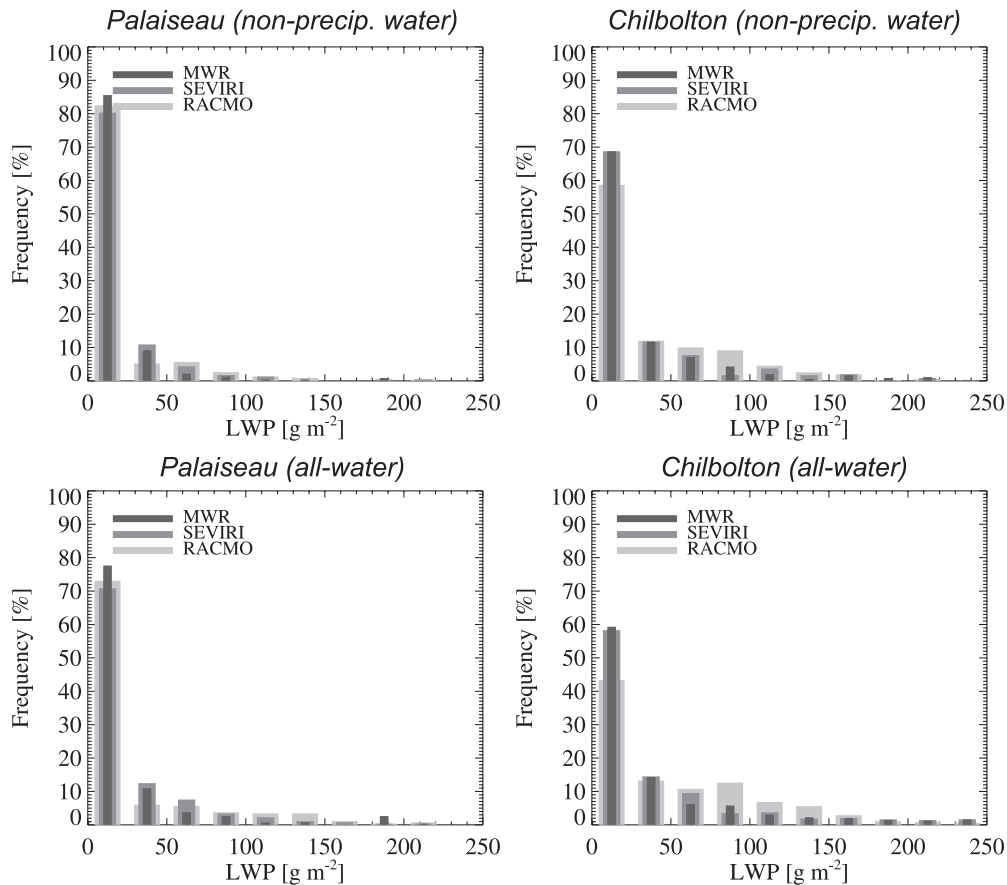 Palaiseau (non-precip. water)
100
90
80
70
60
50
40
30
20
10
0
Frequency [%]
MWR
SEVIRI
RACMO
0 50 100 150 200 250
LWP [g m-2]
Chilbolton (non-precip. water)
100
90
80
70
60
50
40
30
20
10
0
Frequency [%]
MWR
SEVIRI
RACMO
0 50 100 150 200 250
LWP [g m-2]
Palaiseau (all-water)
100
90
80
70
60
50
40
30
20
10
0
Frequency [%]
MWR
SEVIRI
RACMO
0 50 100 150 200 250
LWP [g m-2]
Chilbolton (all-water)
100
90
80
70
60
50
40
30
20
10
0
Frequency [%]
MWR
SEVIRI
RACMO
0 50 100 150 200 250
LWP [g m-2]